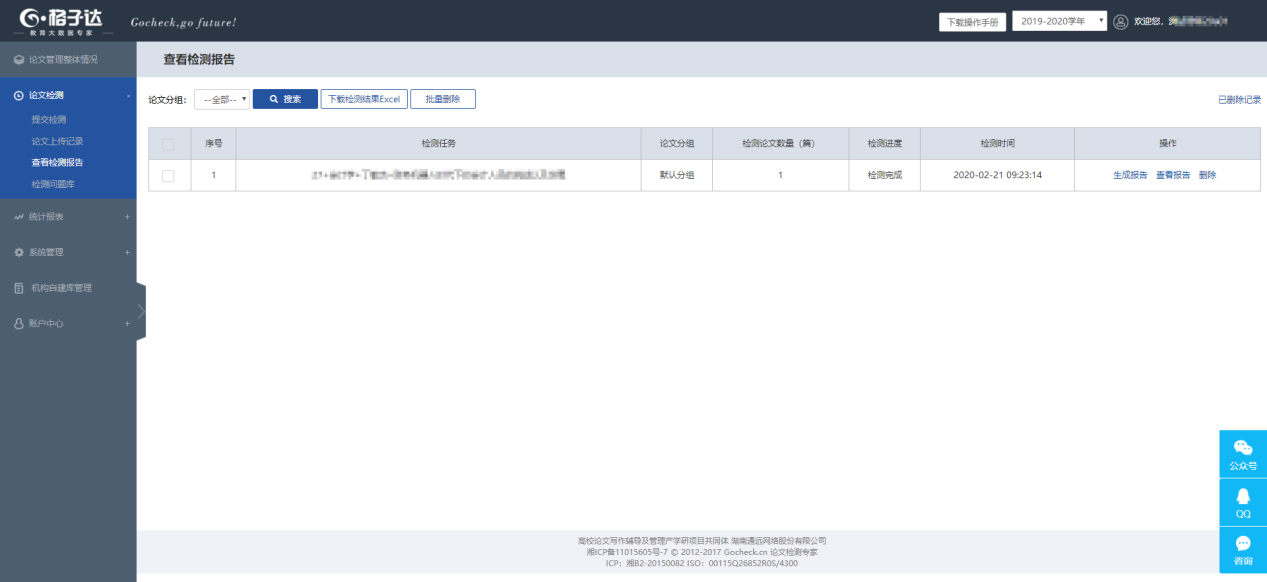 格子达
教育大数据专家
Gocheck,go future!
下载操作手册
2019-2020学年
欢迎您,
论文管理整体情况
论文检测 -
提交检测
论文上传记录
查看检测报告
检测问题库
统计报表 +
系统管理 +
机构自建库管理
账户中心 +
查看检测报告
论文分组: --全部-- 搜索 下载检测结果Excel 批量删除 已删除记录
序号 检测任务 论文分组 检测论文数量(篇) 检测进度 检测时间 操作
1 默认分组 1 检测完成 2020-02-21 09:23:14 生成报告 查看报告 删除
公众号
QQ
咨询
高校论文写作辅导及管理产学研项目共同体 湖南通远网络股份有限公司
湘ICP备11015605号-7 © 2012-2017 Gocheck.cn 论文检测专家
ICP:湘B2-20150082 ISO:00115Q26852R0S/4300